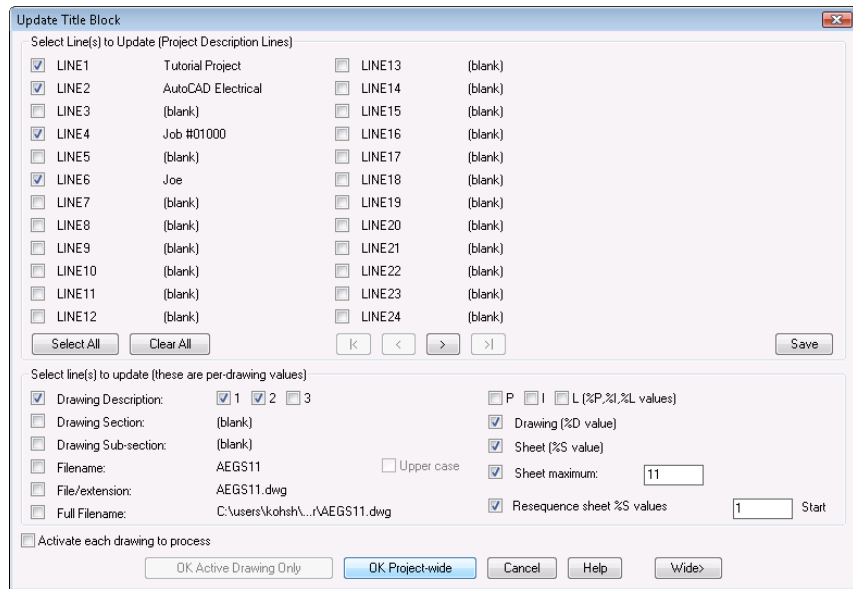 Update Title Block
Select Line(s) to Update (Project Description Lines)
LINE1 Tutorial Project LINE13 (blank)
LINE2 AutoCAD Electrical LINE14 (blank)
LINE3 (blank) LINE15 (blank)
LINE4 Job #01000 LINE16 (blank)
LINE5 (blank) LINE17 (blank)
LINE6 Joe LINE18 (blank)
LINE7 (blank) LINE19 (blank)
LINE8 (blank) LINE20 (blank)
LINE9 (blank) LINE21 (blank)
LINE10 (blank) LINE22 (blank)
LINE11 (blank) LINE23 (blank)
LINE12 (blank) LINE24 (blank)
Select All Clear All |< < > >| Save
Select line(s) to update (these are per-drawing values)
Drawing Description: 1 2 3 P I L (%P,%I,%L values)
Drawing Section: (blank) Drawing (%D value)
Drawing Sub-section: (blank) Sheet (%S value)
Filename: AEGS11 Upper case Sheet maximum: 11
File/extension: AEGS11.dwg
Full Filename: C:\users\kohsh\...r\AEGS11.dwg Resequence sheet %S values 1 Start
Activate each drawing to process
OK Active Drawing Only OK Project-wide Cancel Help Wide>